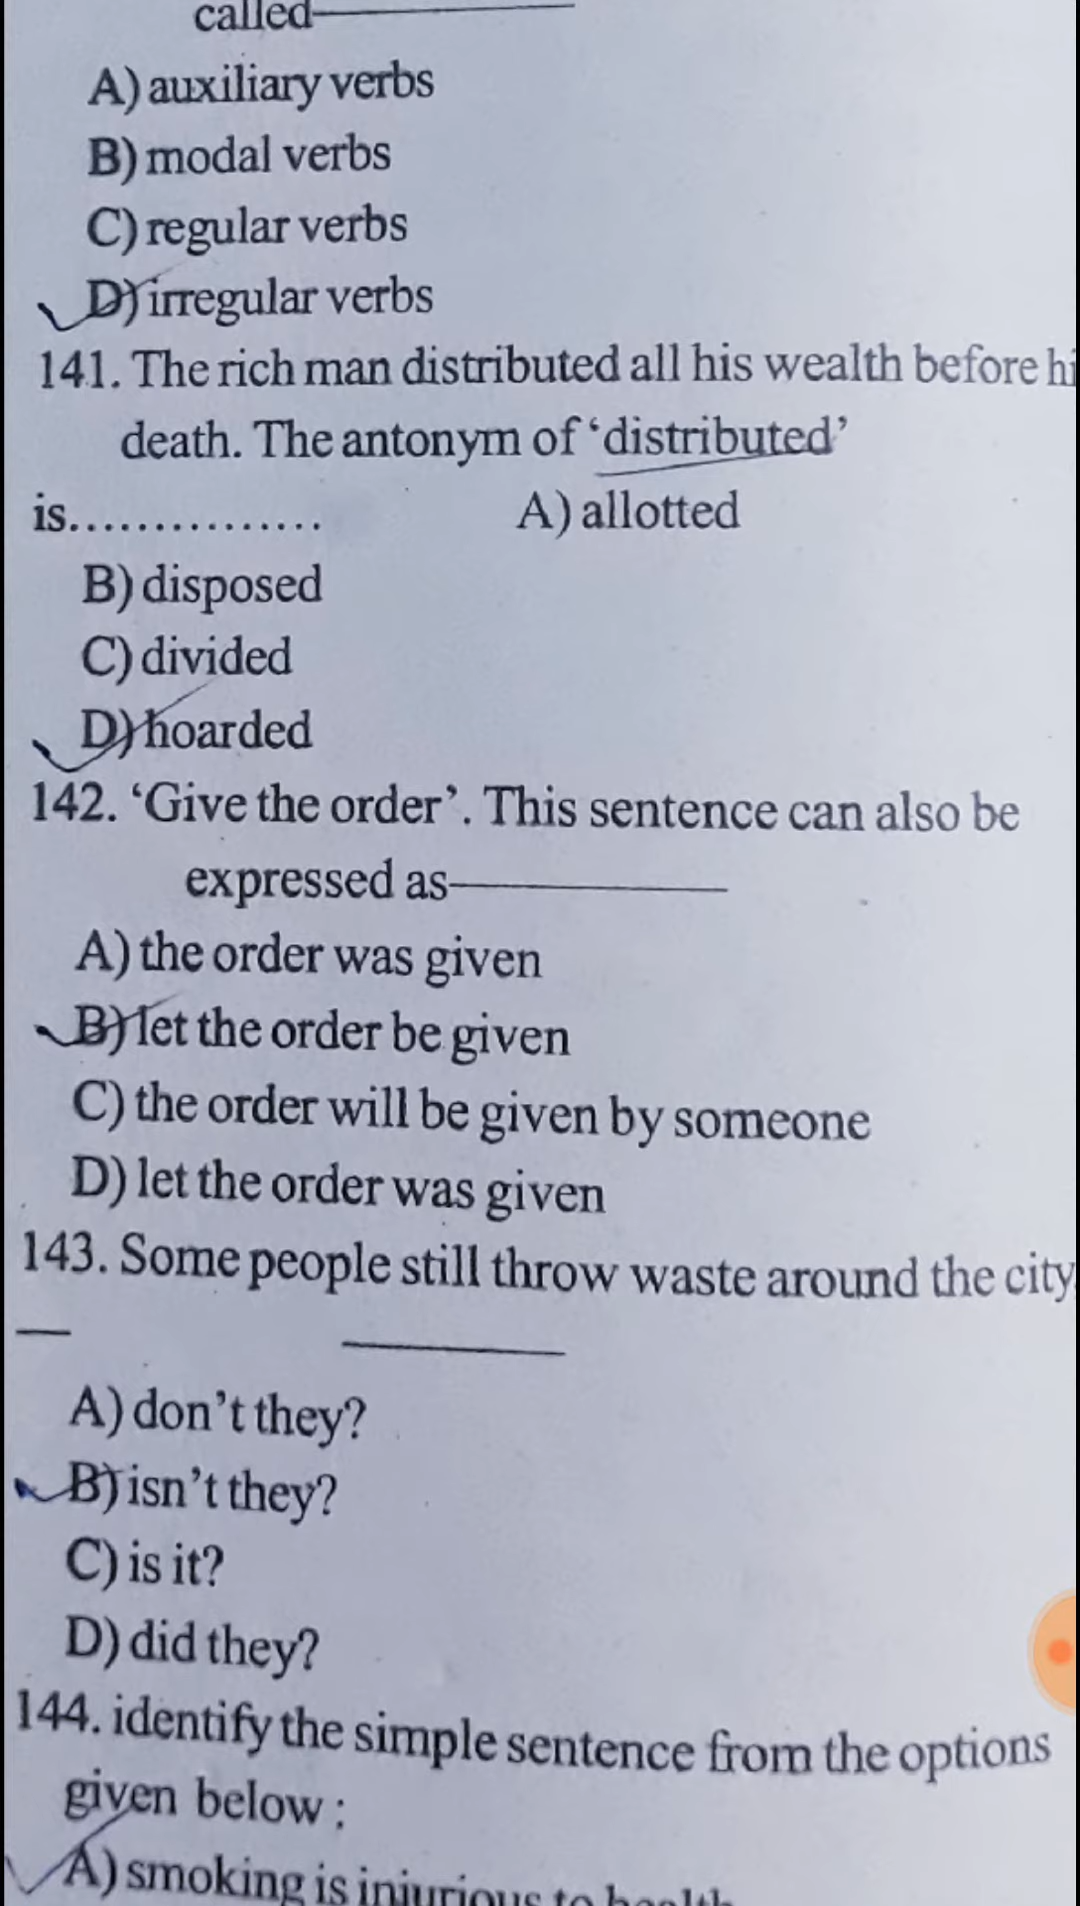 called
A) auxiliary verbs
B) modal verbs
C) regular verbs
D) irregular verbs
141. The rich man distributed all his wealth before hi
death. The antonym of ‘distributed’
is............... A) allotted
B) disposed
C) divided
D) hoarded
142. ‘Give the order’. This sentence can also be
expressed as
A) the order was given
B) let the order be given
C) the order will be given by someone
D) let the order was given
143. Some people still throw waste around the city
A) don’t they?
B) isn’t they?
C) is it?
D) did they?
144. identify the simple sentence from the options
given below :
A) smoking is injurious to health